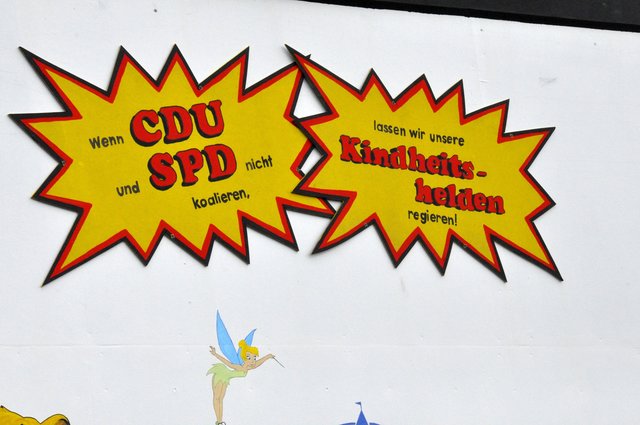 Wenn CDU
und SPD nicht
koalieren,
lassen wir unsere
Kindheits-
helden
regieren!